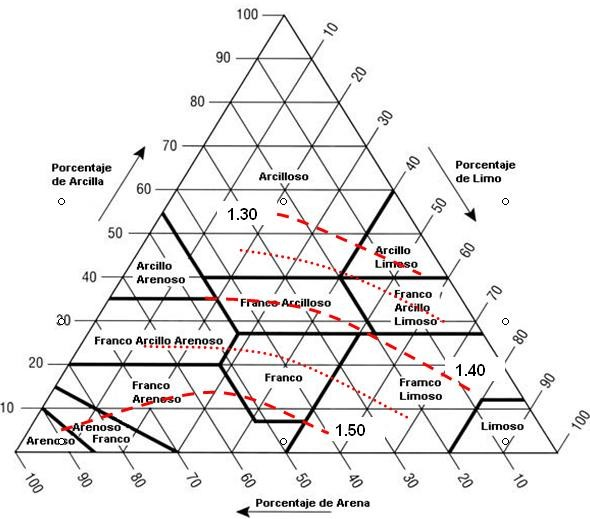 100
10
90
20
80
30
70
40
Porcentaje
de Arcilla
Porcentaje
de Limo
60
Arcilloso
50
1.30
50
60
Arcillo
Limoso
Arcillo
Arenoso
40
70
Franco
Arcillo
Limoso
Franco Arcilloso
30
80
Franco Arcillo Arenoso
20
1.40
90
Franco
Arenoso
Franco
Framco
Limoso
10
100
Arenoso
Franco
Arenoso
1.50
Limoso
100
90
80
70
60
50
40
30
20
10
Porcentaje de Arena